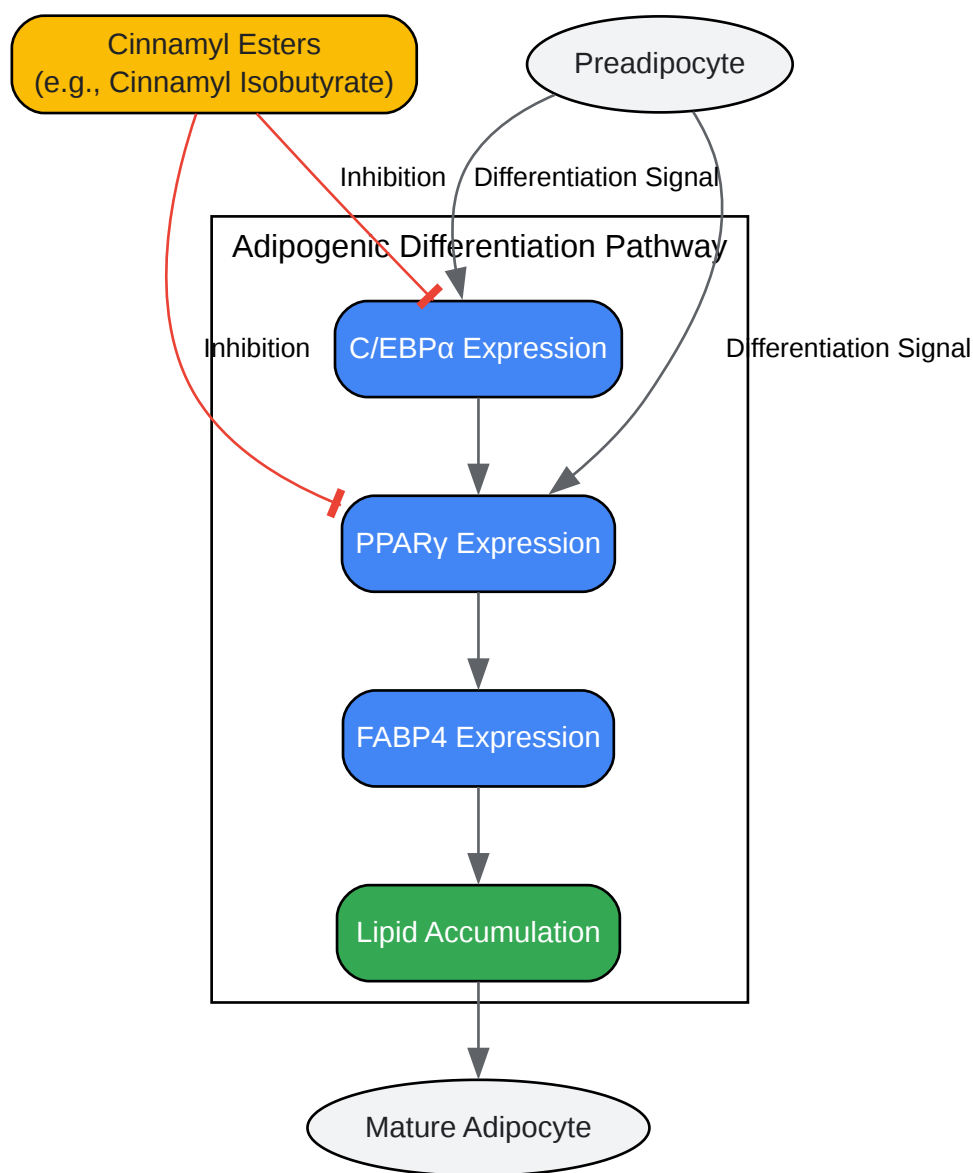 Cinnamyl Esters
(e.g., Cinnamyl Isobutyrate)
Preadipocyte
Inhibition
Differentiation Signal
Adipogenic Differentiation Pathway
C/EBPα Expression
Inhibition
Differentiation Signal
PPARγ Expression
FABP4 Expression
Lipid Accumulation
Mature Adipocyte